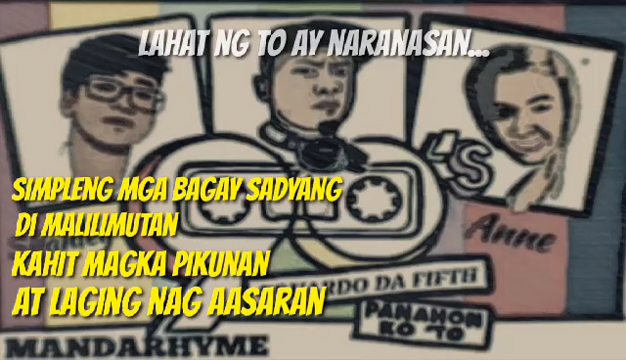 LAHAT NG TO AY NARANASAN...
'S
SIMPLENG MGA BAGAY SADYANG
DI MALILIMUTAN
Anne
KAHIT MAGKA PIKUNAN
DA FIFTH
AT LAGING NAG AASARAN
PANAHON
KO 'TO
MANDARHYME